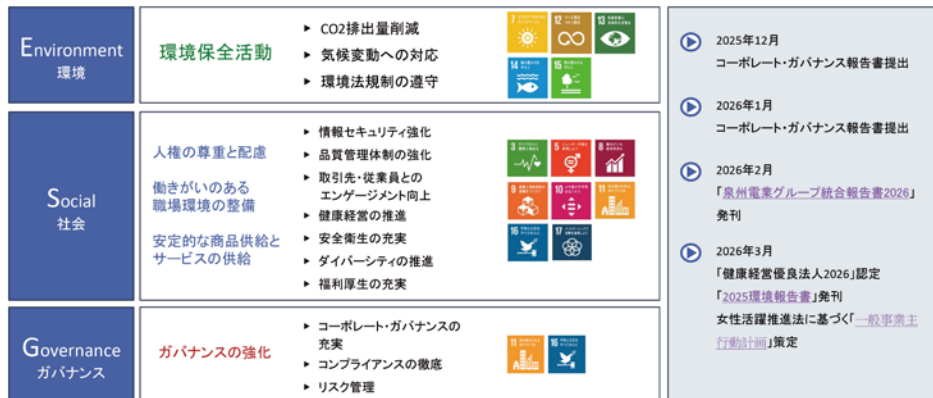 Environment
環境
環境保全活動
▶ CO2排出量削減
▶ 気候変動への対応
▶ 環境法規制の遵守
7
12
13
14
15
Social
社会
人権の尊重と配慮
働きがいのある
職場環境の整備
安定的な商品供給と
サービスの供給
▶ 情報セキュリティ強化
▶ 品質管理体制の強化
▶ 取引先・従業員との
エンゲージメント向上
▶ 健康経営の推進
▶ 安全衛生の充実
▶ ダイバーシティの推進
▶ 福利厚生の充実
3
5
8
9
10
11
16
17
Governance
ガバナンス
ガバナンスの強化
▶ コーポレート・ガバナンスの
充実
▶ コンプライアンスの徹底
▶ リスク管理
11
16
2025年12月
コーポレート・ガバナンス報告書提出
2026年1月
コーポレート・ガバナンス報告書提出
2026年2月
「泉州電業グループ統合報告書2026」
発刊
2026年3月
「健康経営優良法人2026」認定
「2025環境報告書」発刊
女性活躍推進法に基づく「一般事業主
行動計画」策定